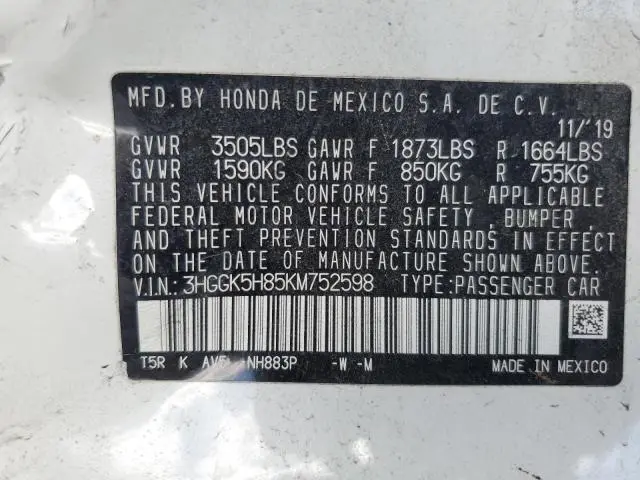 MFD. BY HONDA DE MEXICO S.A. DE C.V.
11/'19
GVWR 3505LBS GAWR F 1873LBS R 1664LBS
GVWR 1590KG GAWR F 850KG R 755KG
THIS VEHICLE CONFORMS TO ALL APPLICABLE
FEDERAL MOTOR VEHICLE SAFETY , BUMPER ,
AND THEFT PREVENTION STANDARDS IN EFFECT
ON THE DATE OF MANUFACTURE SHOWN ABOVE.
V.I.N.: 3HGGK5H85KM752598 TYPE:PASSENGER CAR
T5R K NH883P -W -M
MADE IN MEXICO